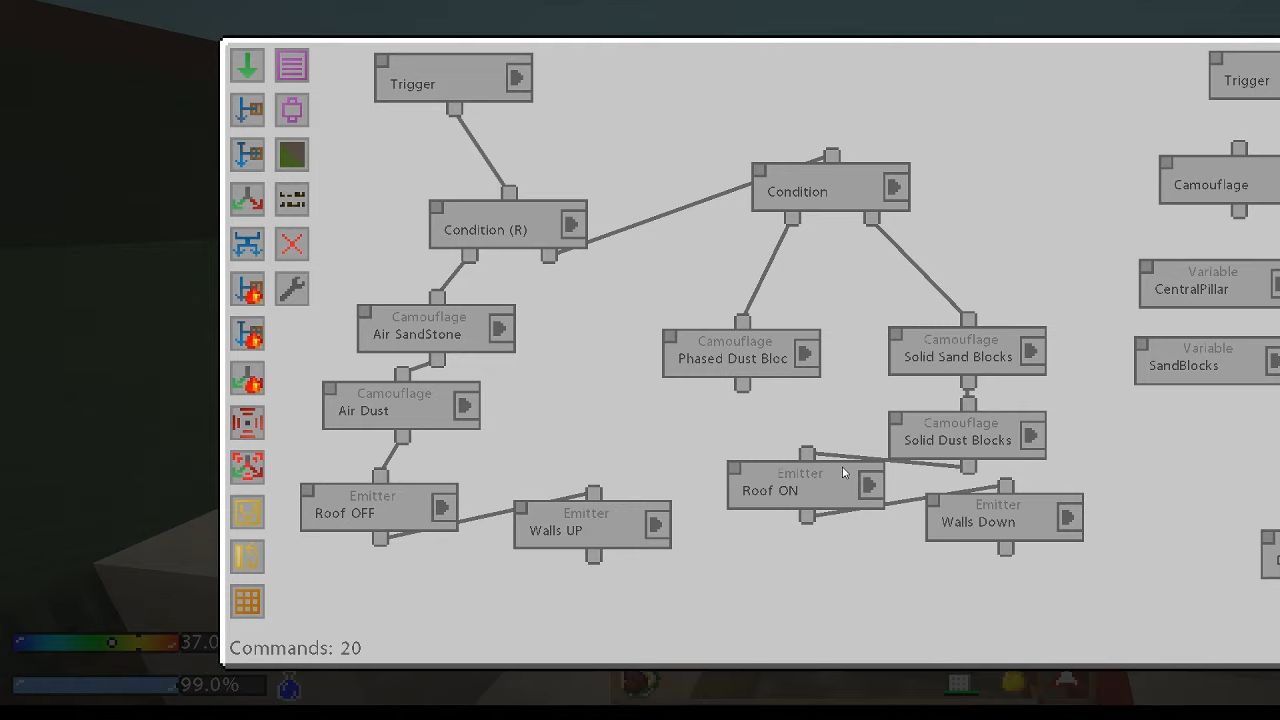 Trigger
Trigger
Condition
Camouflage
Condition (R)
Variable
CentralPillar
Camouflage
Air SandStone
Camouflage
Phased Dust Bloc
Camouflage
Solid Sand Blocks
Variable
SandBlocks
Camouflage
Air Dust
Camouflage
Solid Dust Blocks
Emitter
Roof ON
Emitter
Roof OFF
Emitter
Walls UP
Emitter
Walls Down
Commands: 20
37.0
99.0%